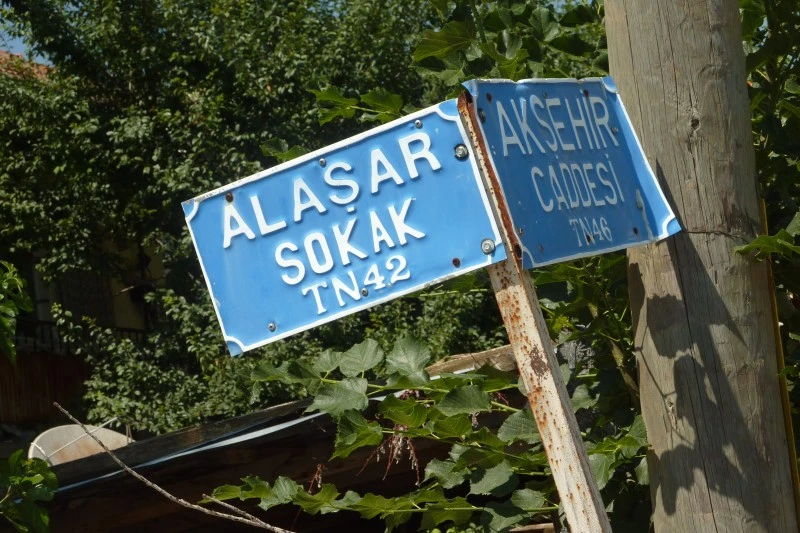 ALAŞAR
SOKAK
TN42
AKŞEHİR
CADDESİ
TN46